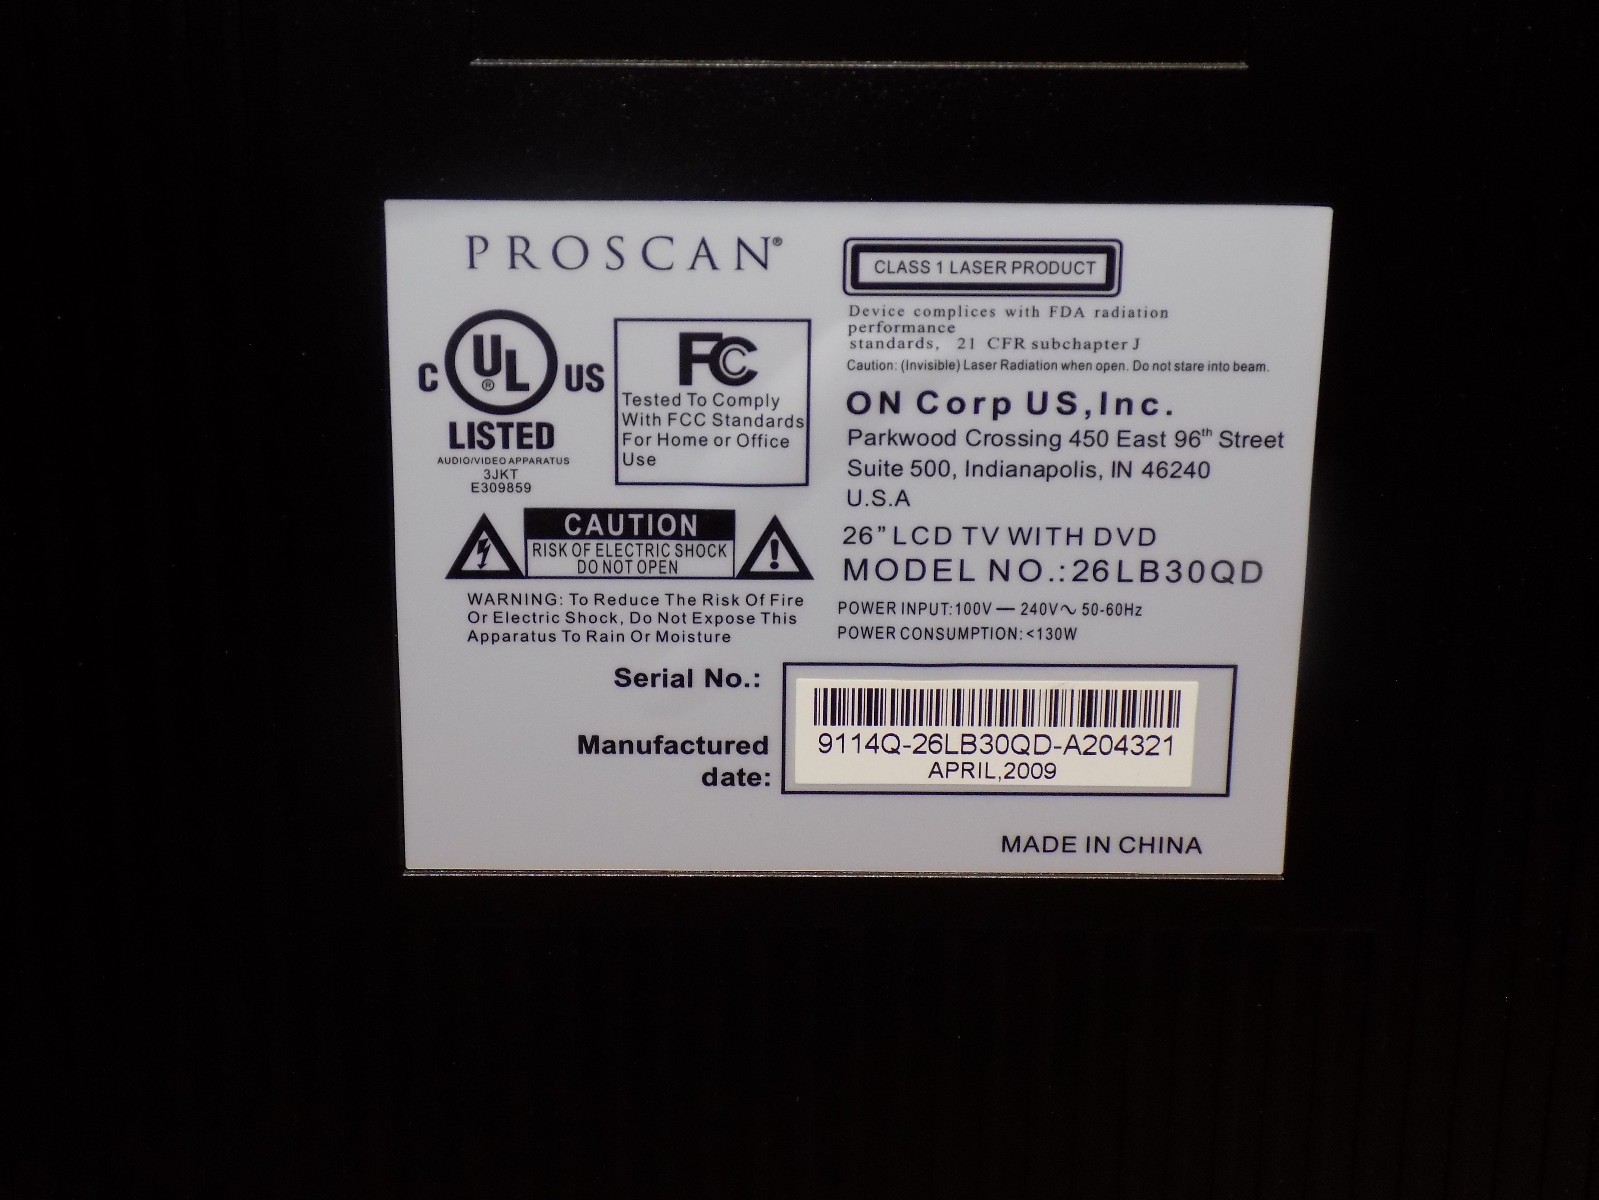 PROSCAN®
C UL® US
LISTED
AUDIO/VIDEO APPARATUS
3JKT
E309859
FC
Tested To Comply
With FCC Standards
For Home or Office
Use
CAUTION
RISK OF ELECTRIC SHOCK
DO NOT OPEN
WARNING: To Reduce The Risk Of Fire
Or Electric Shock, Do Not Expose This
Apparatus To Rain Or Moisture
CLASS 1 LASER PRODUCT
Device complices with FDA radiation
performance
standards, 21 CFR subchapter J
Caution: (Invisible) Laser Radiation when open. Do not stare into beam.
ON Corp US,Inc.
Parkwood Crossing 450 East 96th Street
Suite 500, Indianapolis, IN 46240
U.S.A
26" LCD TV WITH DVD
MODEL NO.:26LB30QD
POWER INPUT:100V — 240V∿ 50-60Hz
POWER CONSUMPTION:<130W
Serial No.:
9114Q-26LB30QD-A204321
Manufactured
date:
APRIL,2009
MADE IN CHINA